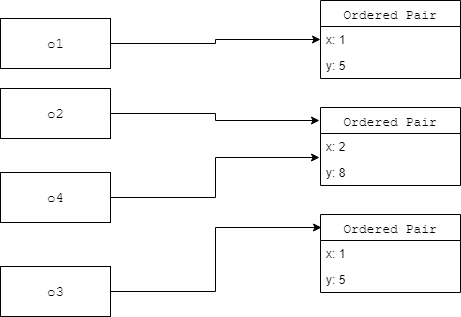 o1
Ordered Pair
x: 1
y: 5
o2
Ordered Pair
x: 2
y: 8
o4
o3
Ordered Pair
x: 1
y: 5